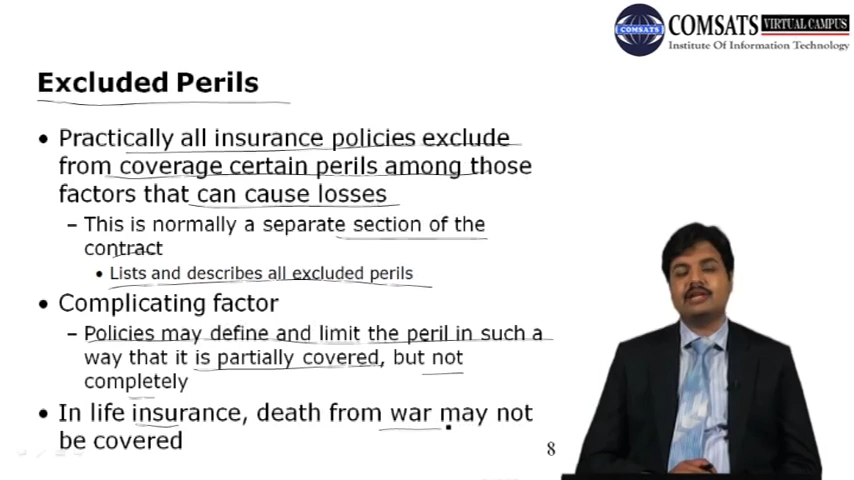 COMSATS VIRTUAL CAMPUS
COMSATS
Institute Of Information Technology
Excluded Perils
• Practically all insurance policies exclude
from coverage certain perils among those
factors that can cause losses
– This is normally a separate section of the
contract
• Lists and describes all excluded perils
• Complicating factor
– Policies may define and limit the peril in such a
way that it is partially covered, but not
completely
• In life insurance, death from war may not
be covered
8